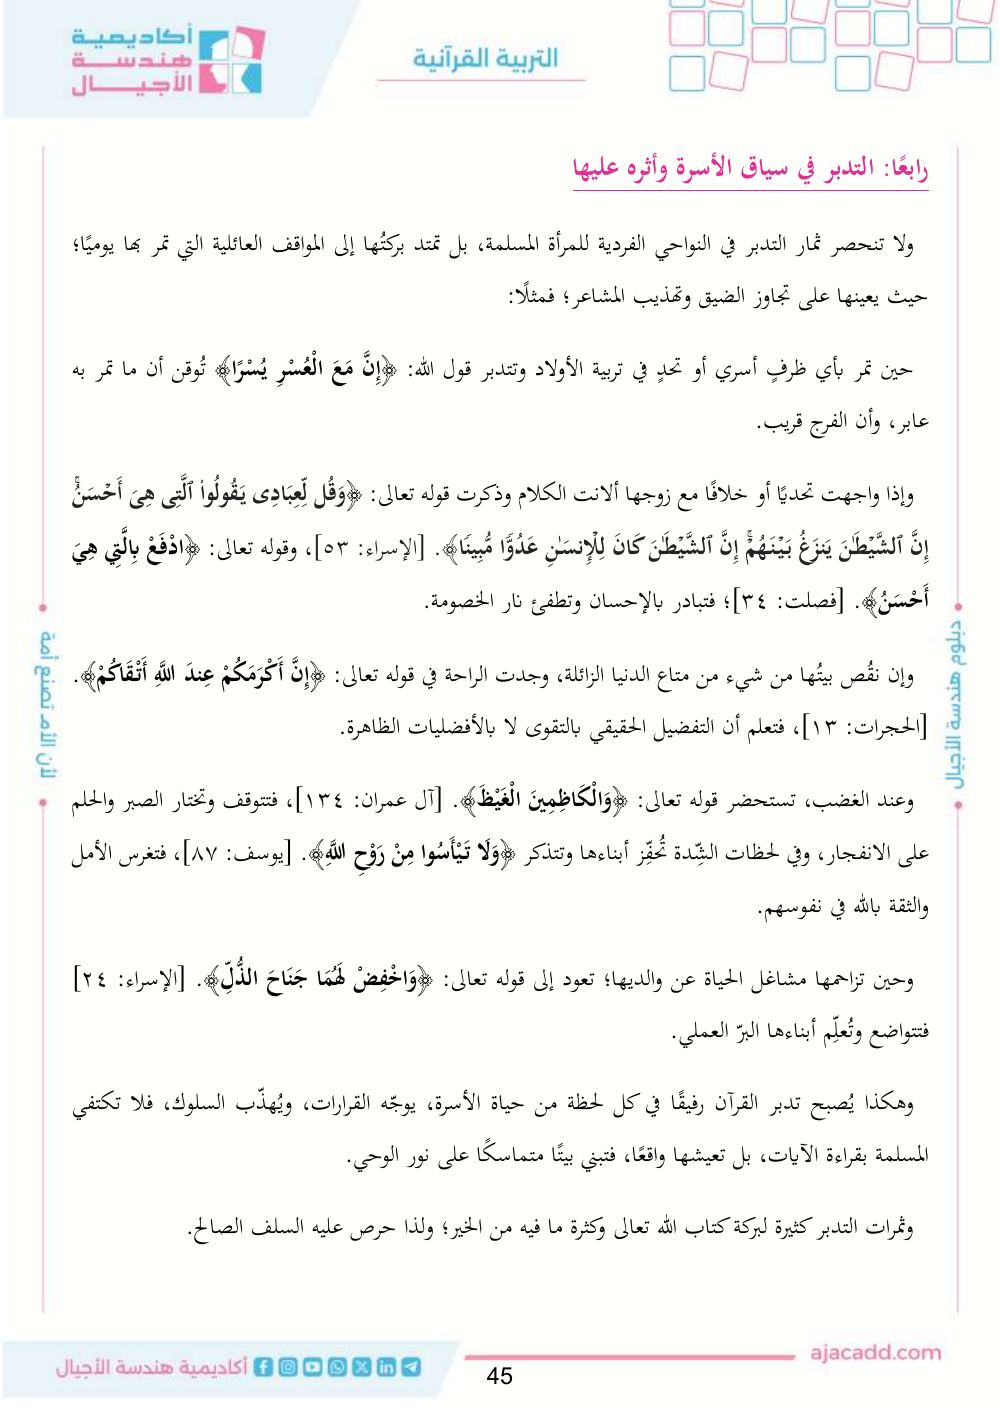 أكاديمية
هندسة
الأجيال
التربية القرآنية
رابعًا: التدبر في سياق الأسرة وأثره عليها
ولا تنحصر ثمار التدبر في النواحي الفردية للمرأة المسلمة، بل تمتد بركتُها إلى المواقف العائلية التي تمر بها يوميًا؛
حيث يعينها على تجاوز الضيق وتهذيب المشاعر؛ فمثلًا:
حين تمر بأي ظرفٍ أسري أو تحدٍ في تربية الأولاد وتتدبر قول الله: ﴿إِنَّ مَعَ الْعُسْرِ يُسْرًا﴾ تُوقن أن ما تمر به
عابر، وأن الفرج قريب.
وإذا واجهت تحديًا أو خلافًا مع زوجها ألانت الكلام وذكرت قوله تعالى: ﴿وَقُل لِّعِبَادِى يَقُولُواْ ٱلَّتِى هِىَ أَحْسَنُۚ
إِنَّ ٱلشَّيْطَٰنَ يَنزَغُ بَيْنَهُمْۚ إِنَّ ٱلشَّيْطَٰنَ كَانَ لِلْإِنسَٰنِ عَدُوًّا مُّبِينًا﴾. [الإسراء: ٥٣]، وقوله تعالى: ﴿ادْفَعْ بِالَّتِي هِيَ
أَحْسَنُ﴾. [فصلت: ٣٤]؛ فتبادر بالإحسان وتطفئ نار الخصومة.
وإن نقُص بيتُها من شيء من متاع الدنيا الزائلة، وجدت الراحة في قوله تعالى: ﴿إِنَّ أَكْرَمَكُمْ عِندَ اللَّهِ أَتْقَاكُمْ﴾.
[الحجرات: ١٣]، فتعلم أن التفضيل الحقيقي بالتقوى لا بالأفضليات الظاهرة.
وعند الغضب، تستحضر قوله تعالى: ﴿وَالْكَاظِمِينَ الْغَيْظَ﴾. [آل عمران: ١٣٤]، فتتوقف وتختار الصبر والحلم
على الانفجار، وفي لحظات الشِّدة تُحفِّز أبناءها وتتذكر ﴿وَلَا تَيْأَسُوا مِنْ رَوْحِ اللَّهِ﴾. [يوسف: ٨٧]، فتغرس الأمل
والثقة بالله في نفوسهم.
وحين تزاحمها مشاغل الحياة عن والديها؛ تعود إلى قوله تعالى: ﴿وَاخْفِضْ لَهُمَا جَنَاحَ الذُّلِّ﴾. [الإسراء: ٢٤]
فتتواضع وتُعلِّم أبناءها البرّ العملي.
وهكذا يُصبح تدبر القرآن رفيقًا في كل لحظة من حياة الأسرة، يوجّه القرارات، ويُهذّب السلوك، فلا تكتفي
المسلمة بقراءة الآيات، بل تعيشها واقعًا، فتبني بيتًا متماسكًا على نور الوحي.
وثمرات التدبر كثيرة لبركة كتاب الله تعالى وكثرة ما فيه من الخير؛ ولذا حرص عليه السلف الصالح.
دبلوم هندسة الأجيال
لأن الأم تصنع أمة
ajacadd.com
45
أكاديمية هندسة الأجيال